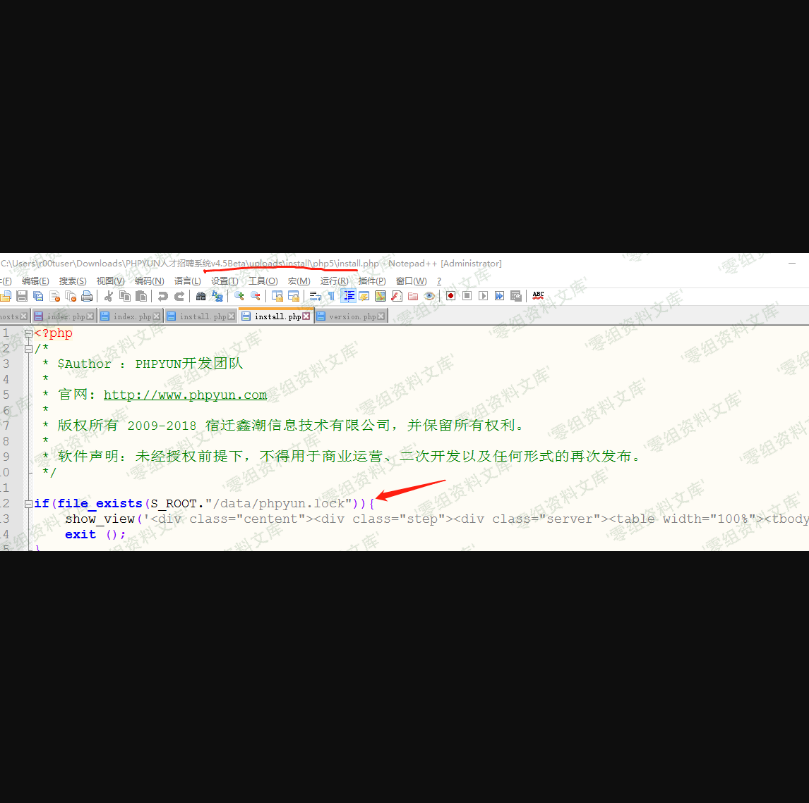 C:\Users\r00tuser\Downloads\PHPYUN人才招聘系统v4.5Beta\uploads\install\php5\install.php - Notepad++ [Administrator]
编辑(E) 搜索(S) 视图(V) 编码(N) 语言(L) 设置(T) 工具(O) 宏(M) 运行(R) 插件(P) 窗口(W) ?
index.php index.php install.php install.php version.php
1 <?php
2 /*
3 * $Author : PHPYUN开发团队
4 *
5 * 官网: http://www.phpyun.com
6 *
7 * 版权所有 2009-2018 宿迁鑫潮信息技术有限公司,并保留所有权利。
8 *
9 * 软件声明:未经授权前提下,不得用于商业运营、二次开发以及任何形式的再次发布。
0 */
1
2 if(file_exists(S_ROOT."/data/phpyun.lock")){
3 show_view('<div class="centent"><div class="step"><div class="server"><table width="100%"><tbody
4 exit ();
5 }
'零组资料文库'